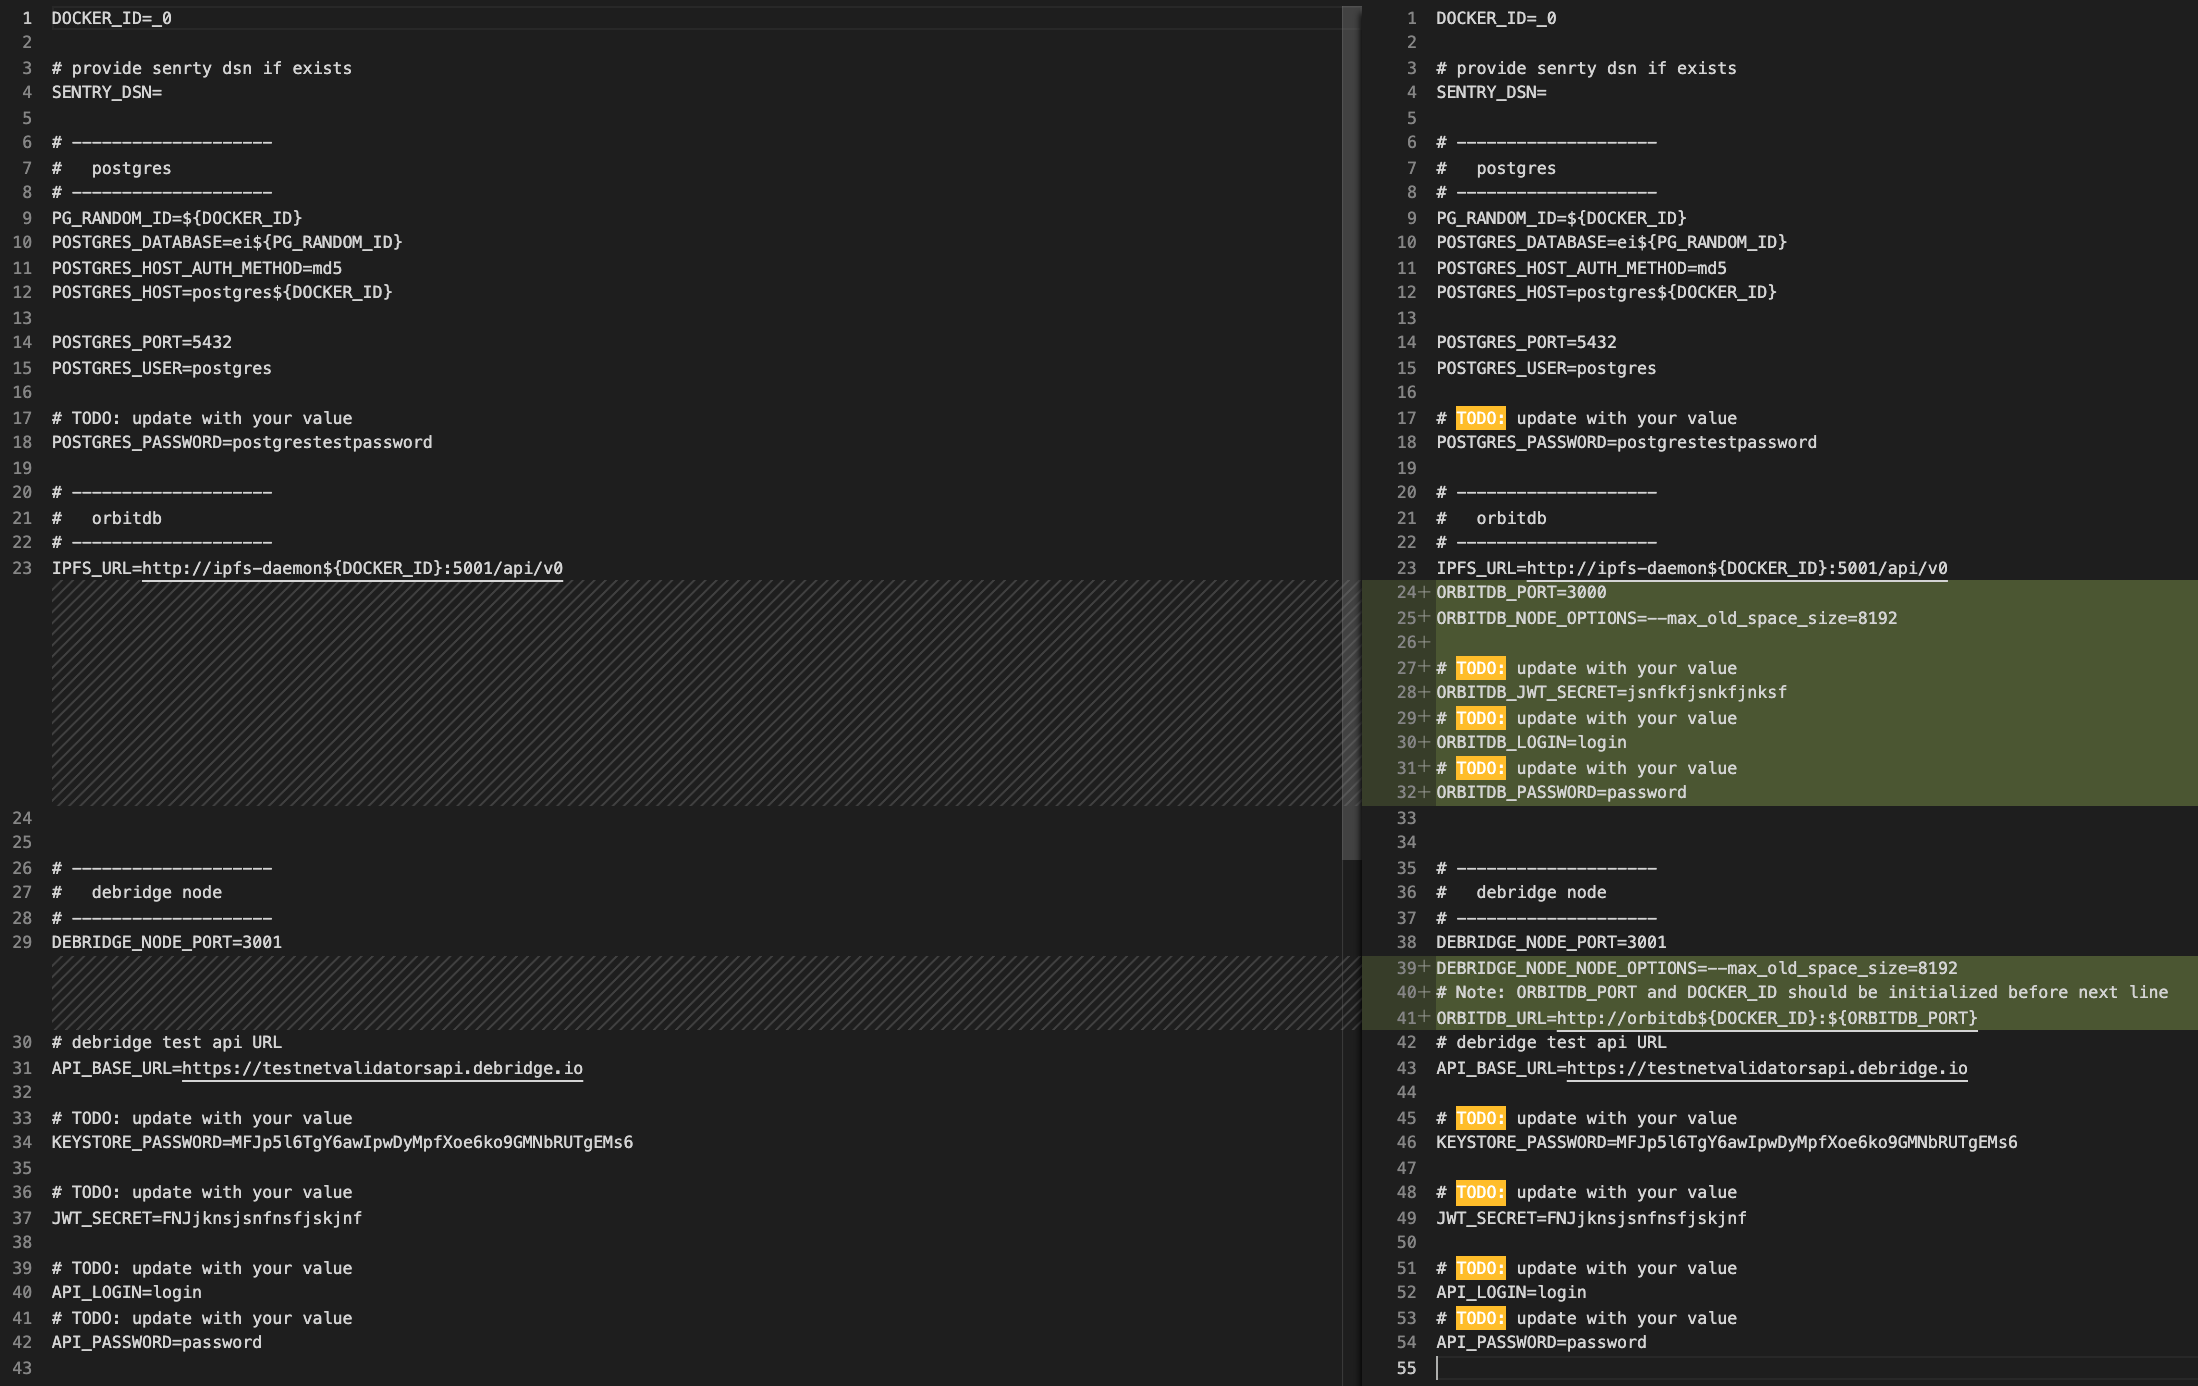 1 DOCKER_ID=_0
2
3 # provide senrty dsn if exists
4 SENTRY_DSN=
5
6 # --------------------
7 #   postgres
8 # --------------------
9 PG_RANDOM_ID=${DOCKER_ID}
10 POSTGRES_DATABASE=ei${PG_RANDOM_ID}
11 POSTGRES_HOST_AUTH_METHOD=md5
12 POSTGRES_HOST=postgres${DOCKER_ID}
13
14 POSTGRES_PORT=5432
15 POSTGRES_USER=postgres
16
17 # TODO: update with your value
18 POSTGRES_PASSWORD=postgrestestpassword
19
20 # --------------------
21 #   orbitdb
22 # --------------------
23 IPFS_URL=http://ipfs-daemon${DOCKER_ID}:5001/api/v0
24
25
26 # --------------------
27 #   debridge node
28 # --------------------
29 DEBRIDGE_NODE_PORT=3001
30 # debridge test api URL
31 API_BASE_URL=https://testnetvalidatorsapi.debridge.io
32
33 # TODO: update with your value
34 KEYSTORE_PASSWORD=MFJp5l6TgY6awIpwDyMpfXoe6ko9GMNbRUTgEMs6
35
36 # TODO: update with your value
37 JWT_SECRET=FNJjknsjsnfnsfjskjnf
38
39 # TODO: update with your value
40 API_LOGIN=login
41 # TODO: update with your value
42 API_PASSWORD=password
43
1 DOCKER_ID=_0
2
3 # provide senrty dsn if exists
4 SENTRY_DSN=
5
6 # --------------------
7 #   postgres
8 # --------------------
9 PG_RANDOM_ID=${DOCKER_ID}
10 POSTGRES_DATABASE=ei${PG_RANDOM_ID}
11 POSTGRES_HOST_AUTH_METHOD=md5
12 POSTGRES_HOST=postgres${DOCKER_ID}
13
14 POSTGRES_PORT=5432
15 POSTGRES_USER=postgres
16
17 # TODO: update with your value
18 POSTGRES_PASSWORD=postgrestestpassword
19
20 # --------------------
21 #   orbitdb
22 # --------------------
23 IPFS_URL=http://ipfs-daemon${DOCKER_ID}:5001/api/v0
24+ ORBITDB_PORT=3000
25+ ORBITDB_NODE_OPTIONS=--max_old_space_size=8192
26+
27+ # TODO: update with your value
28+ ORBITDB_JWT_SECRET=jsnfkfjsnkfjnksf
29+ # TODO: update with your value
30+ ORBITDB_LOGIN=login
31+ # TODO: update with your value
32+ ORBITDB_PASSWORD=password
33
34
35 # --------------------
36 #   debridge node
37 # --------------------
38 DEBRIDGE_NODE_PORT=3001
39+ DEBRIDGE_NODE_NODE_OPTIONS=--max_old_space_size=8192
40+ # Note: ORBITDB_PORT and DOCKER_ID should be initialized before next line
41+ ORBITDB_URL=http://orbitdb${DOCKER_ID}:${ORBITDB_PORT}
42 # debridge test api URL
43 API_BASE_URL=https://testnetvalidatorsapi.debridge.io
44
45 # TODO: update with your value
46 KEYSTORE_PASSWORD=MFJp5l6TgY6awIpwDyMpfXoe6ko9GMNbRUTgEMs6
47
48 # TODO: update with your value
49 JWT_SECRET=FNJjknsjsnfnsfjskjnf
50
51 # TODO: update with your value
52 API_LOGIN=login
53 # TODO: update with your value
54 API_PASSWORD=password
55